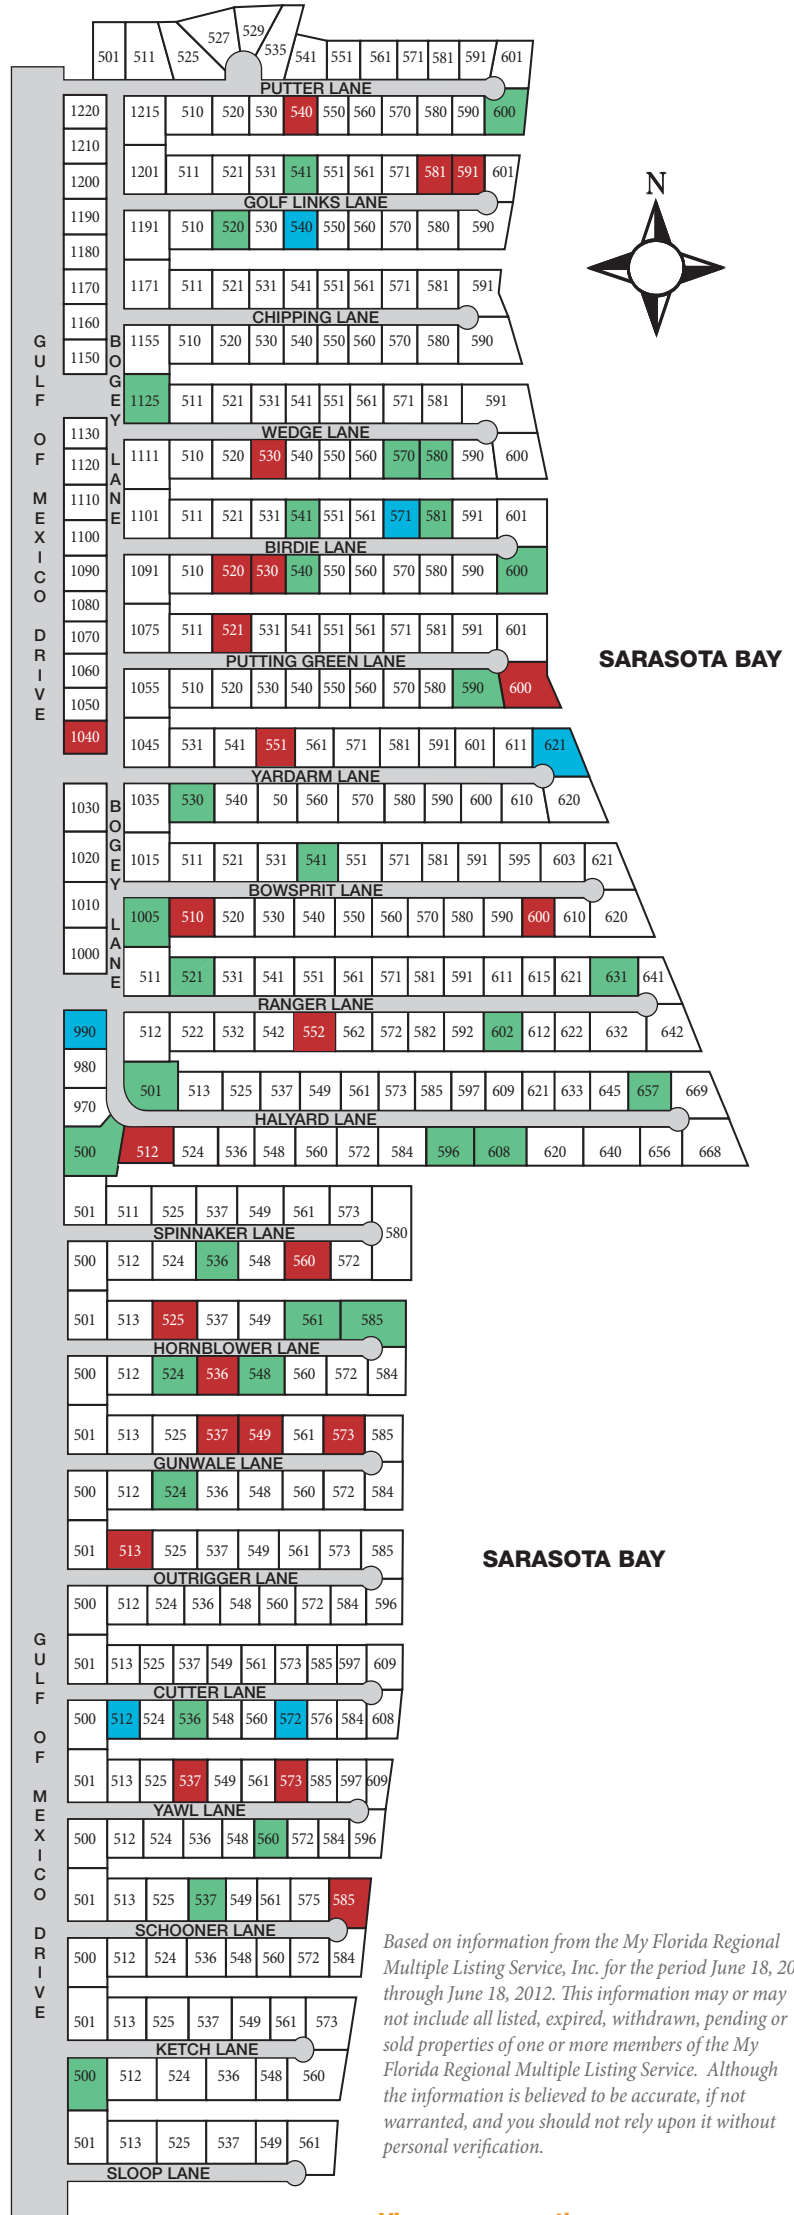 501 511 525 527 529 535 541 551 561 571 581 591 601
PUTTER LANE
1220 1215 510 520 530 540 550 560 570 580 590 600
1210
1200 1201 511 521 531 541 551 561 571 581 591 601
GOLF LINKS LANE
1190 1191 510 520 530 540 550 560 570 580 590
N
1180
1170 1171 511 521 531 541 551 561 571 581 591
CHIPPING LANE
1160
1150 1155 510 520 530 540 550 560 570 580 590
GULF OF MEXICO DRIVE
BOGEY LANE
1125 511 521 531 541 551 561 571 581 591
WEDGE LANE
1130
1120 1111 510 520 530 540 550 560 570 580 590 600
1110
1101 511 521 531 541 551 561 571 581 591 601
1100
BIRDIE LANE
1090 1091 510 520 530 540 550 560 570 580 590 600
1080
1070 1075 511 521 531 541 551 561 571 581 591 601
PUTTING GREEN LANE
SARASOTA BAY
1060
1050 1055 510 520 530 540 550 560 570 580 590 600
1040 1045 531 541 551 561 571 581 591 601 611 621
YARDARM LANE
1030 1035 530 540 50 560 570 580 590 600 610 620
BOGEY LANE
1020 1015 511 521 531 541 551 571 581 591 595 603 621
BOWSPRIT LANE
1010 1005 510 520 530 540 550 560 570 580 590 600 610 620
1000
511 521 531 541 551 561 571 581 591 611 615 621 631 641
RANGER LANE
990 512 522 532 542 552 562 572 582 592 602 612 622 632 642
980
970 501 513 525 537 549 561 573 585 597 609 621 633 645 657 669
HALYARD LANE
500 512 524 536 548 560 572 584 596 608 620 640 656 668
501 511 525 537 549 561 573 580
SPINNAKER LANE
500 512 524 536 548 560 572
501 513 525 537 549 561 585
HORNBLOWER LANE
500 512 524 536 548 560 572 584
501 513 525 537 549 561 573 585
GUNWALE LANE
500 512 524 536 548 560 572 584
501 513 525 537 549 561 573 585
SARASOTA BAY
OUTRIGGER LANE
500 512 524 536 548 560 572 584 596
GULF OF MEXICO DRIVE
501 513 525 537 549 561 573 585 597 609
CUTTER LANE
500 512 524 536 548 560 572 576 584 608
501 513 525 537 549 561 573 585 597 609
YAWL LANE
500 512 524 536 548 560 572 584 596
501 513 525 537 549 561 575 585
SCHOONER LANE
500 512 524 536 548 560 572 584
501 513 525 537 549 561 573
KETCH LANE
500 512 524 536 548 560
501 513 525 537 549 561
SLOOP LANE
Based on information from the My Florida Regional
Multiple Listing Service, Inc. for the period June 18, 20
through June 18, 2012. This information may or may
not include all listed, expired, withdrawn, pending or
sold properties of one or more members of the My
Florida Regional Multiple Listing Service. Although
the information is believed to be accurate, if not
warranted, and you should not rely upon it without
personal verification.